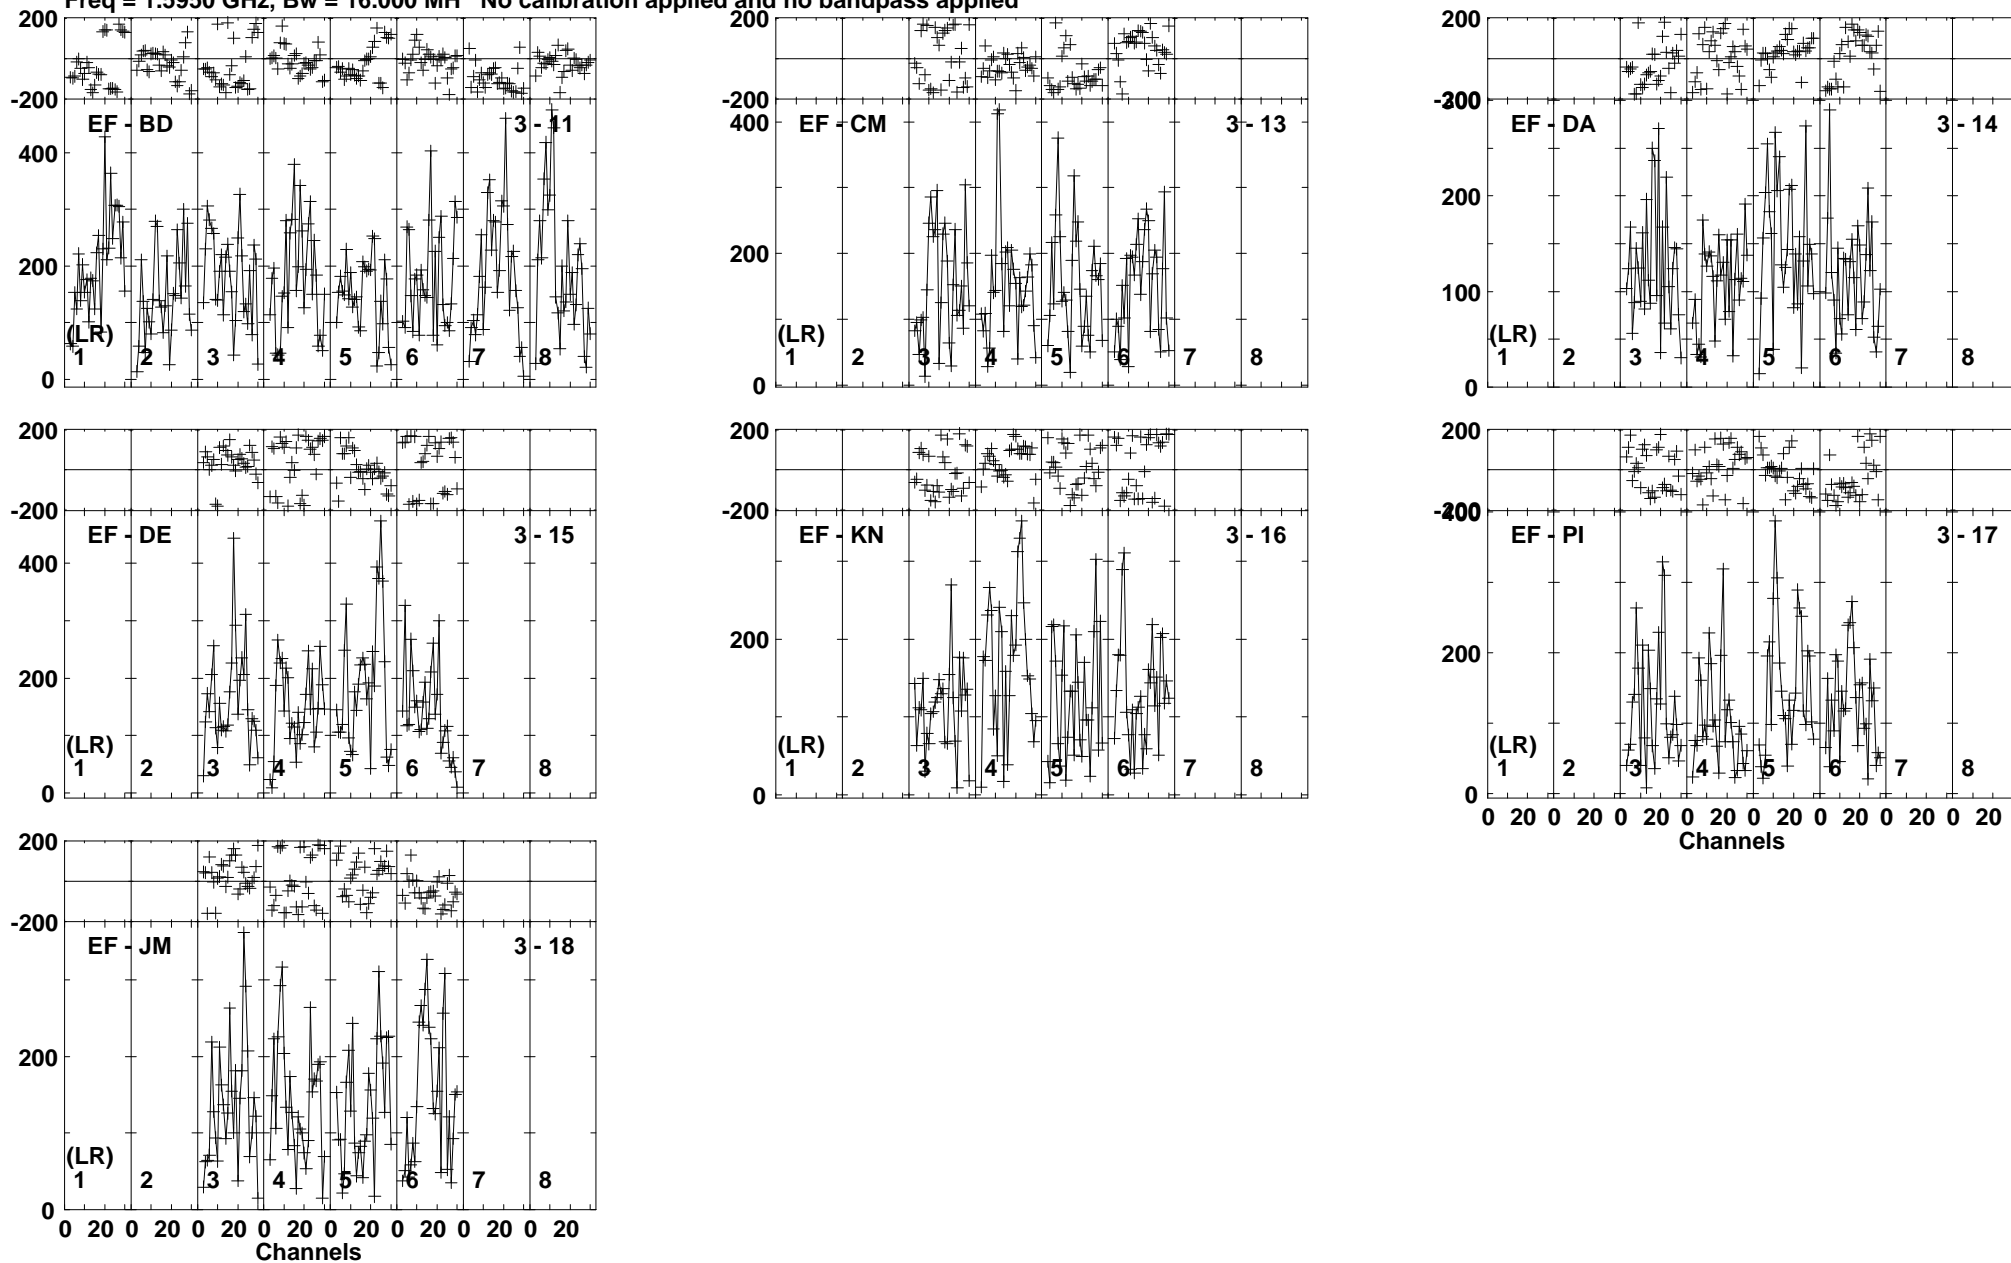 Freq = 1.5950 GHz, Bw = 16.000 MH No calibration applied and no bandpass applied
200
-200
EF - BD 3 - 11
400
200
0
(LR)
1 2 3 4 5 6 7 8
200
-200
EF - CM 3 - 13
400
200
0
(LR)
1 2 3 4 5 6 7 8
200
-200
300
EF - DA 3 - 14
200
100
0
(LR)
1 2 3 4 5 6 7 8
200
-200
EF - DE 3 - 15
400
200
0
(LR)
1 2 3 4 5 6 7 8
200
-200
EF - KN 3 - 16
200
0
(LR)
1 2 3 4 5 6 7 8
200
-200
400
EF - PI 3 - 17
200
0
(LR)
1 2 3 4 5 6 7 8
0 20 0 20 0 20 0 20 0 20 0 20 0 20 0 20
Channels
200
-200
EF - JM 3 - 18
200
0
(LR)
1 2 3 4 5 6 7 8
0 20 0 20 0 20 0 20 0 20 0 20 0 20 0 20
Channels